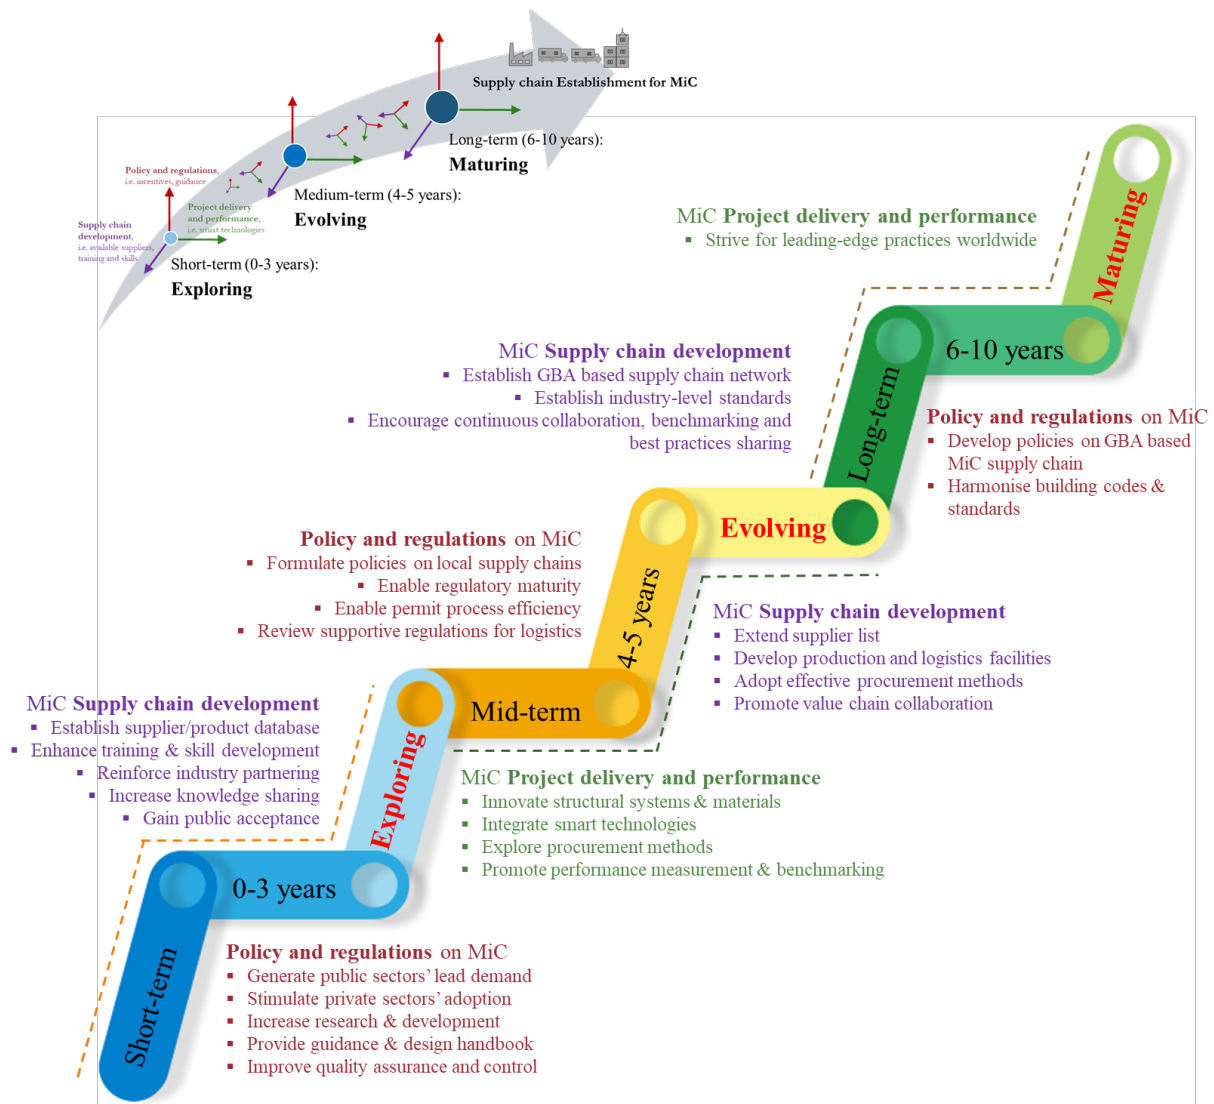 Supply chain Establishment for MiC
Long-term (6-10 years):
Maturing
Medium-term (4-5 years):
Evolving
Policy and regulations,
i.e. incentives, guidance
Project delivery
and performance,
i.e. smart technologies
Supply chain
development,
i.e. available suppliers,
training and skills
Short-term (0-3 years):
Exploring
MiC Project delivery and performance
▪ Strive for leading-edge practices worldwide
Maturing
6-10 years
Long-term
MiC Supply chain development
▪ Establish GBA based supply chain network
▪ Establish industry-level standards
▪ Encourage continuous collaboration, benchmarking and
best practices sharing
Policy and regulations on MiC
▪ Develop policies on GBA based
MiC supply chain
▪ Harmonise building codes &
standards
Evolving
4-5 years
Policy and regulations on MiC
▪ Formulate policies on local supply chains
▪ Enable regulatory maturity
▪ Enable permit process efficiency
▪ Review supportive regulations for logistics
MiC Supply chain development
▪ Extend supplier list
▪ Develop production and logistics facilities
▪ Adopt effective procurement methods
▪ Promote value chain collaboration
Mid-term
Exploring
MiC Supply chain development
▪ Establish supplier/product database
▪ Enhance training & skill development
▪ Reinforce industry partnering
▪ Increase knowledge sharing
▪ Gain public acceptance
MiC Project delivery and performance
▪ Innovate structural systems & materials
▪ Integrate smart technologies
▪ Explore procurement methods
▪ Promote performance measurement & benchmarking
0-3 years
Short-term
Policy and regulations on MiC
▪ Generate public sectors’ lead demand
▪ Stimulate private sectors’ adoption
▪ Increase research & development
▪ Provide guidance & design handbook
▪ Improve quality assurance and control